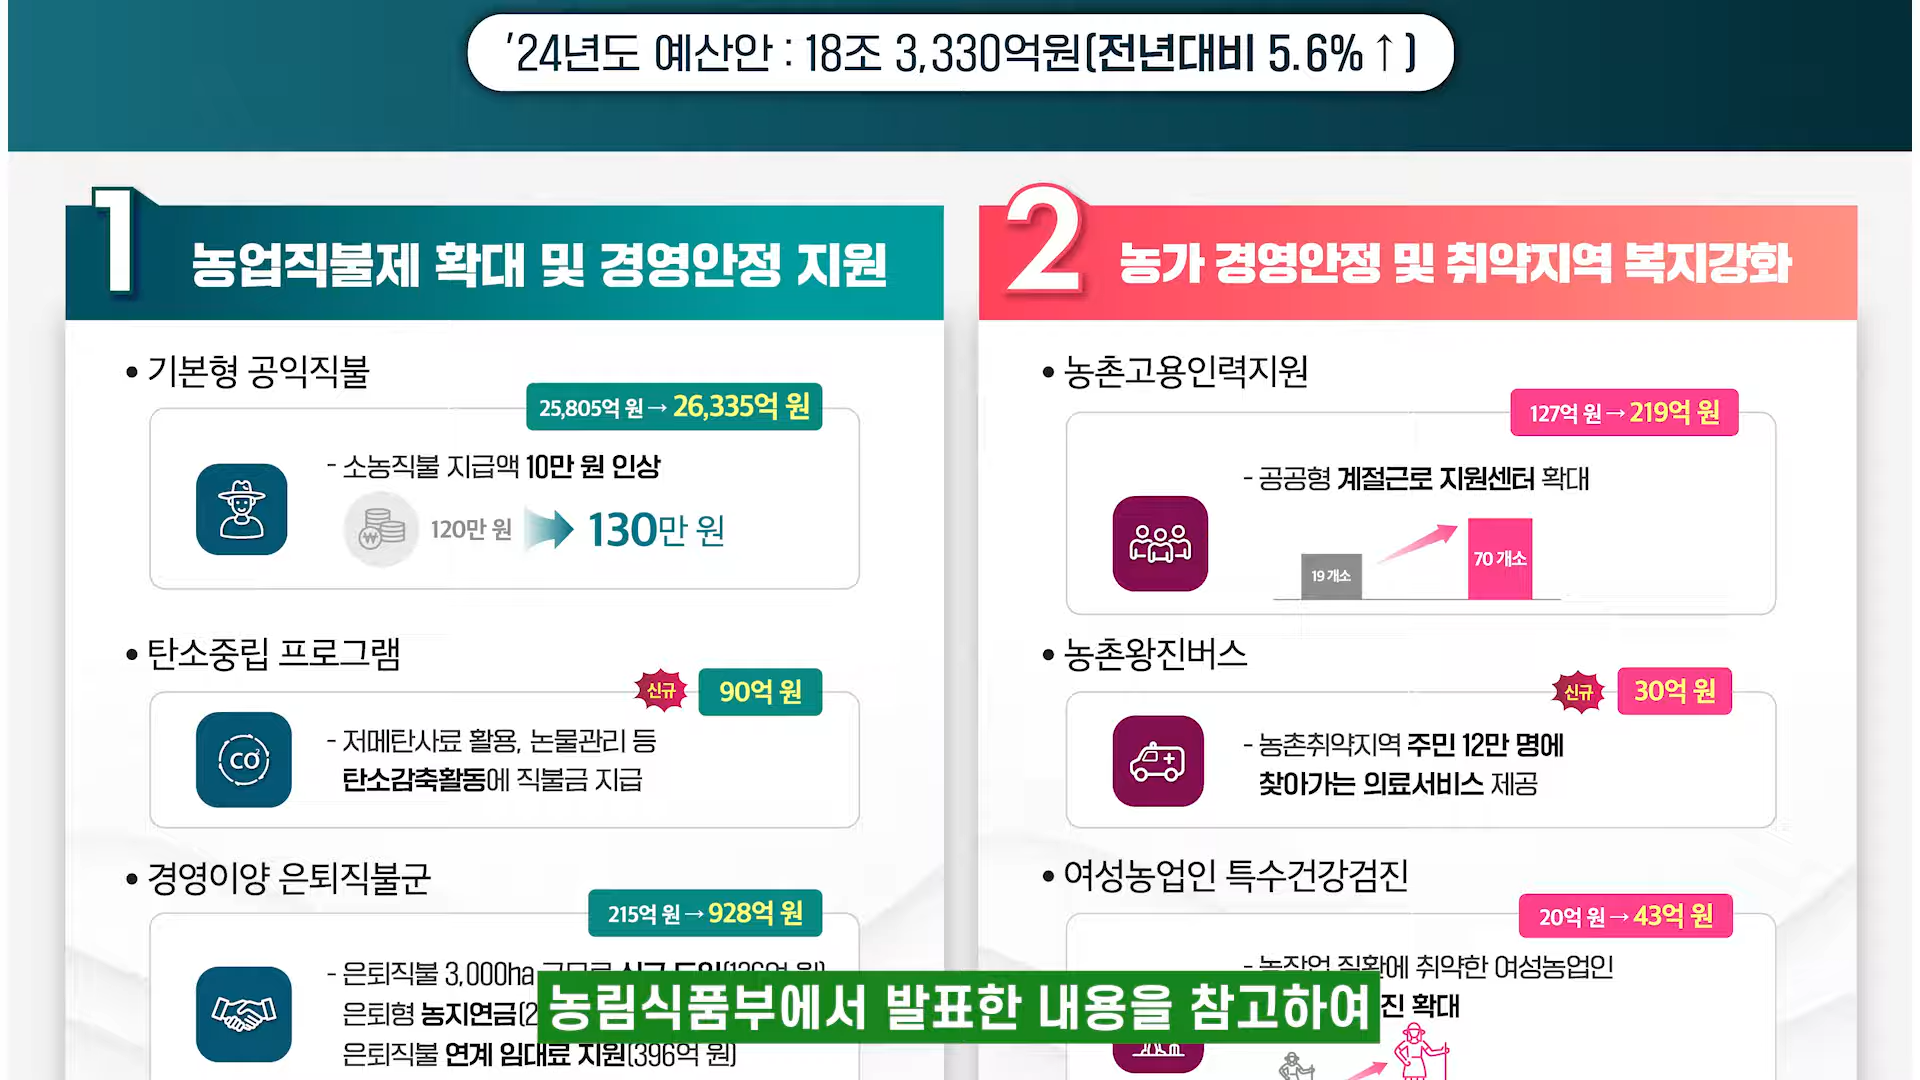 '24년도 예산안 : 18조 3,330억원(전년대비 5.6%↑)
1 농업직불제 확대 및 경영안정 지원
• 기본형 공익직불
25,805억 원→26,335억 원
- 소농직불 지급액 10만 원 인상
120만 원 130만 원
• 탄소중립 프로그램
신규 90억 원
- 저메탄사료 활용, 논물관리 등
탄소감축활동에 직불금 지급
CO2
• 경영이양 은퇴직불군
215억 원→928억 원
- 은퇴직불 3,000ha
은퇴형 농지연금(2
은퇴직불 연계 임대료 지원(396억 원)
2 농가 경영안정 및 취약지역 복지강화
• 농촌고용인력지원
127억 원→219억 원
- 공공형 계절근로 지원센터 확대
19개소 70개소
• 농촌왕진버스
신규 30억 원
- 농촌취약지역 주민 12만 명에
찾아가는 의료서비스 제공
• 여성농업인 특수건강검진
20억 원→43억 원
- 농작업 질환에 취약한 여성농업인
진 확대
농림식품부에서 발표한 내용을 참고하여